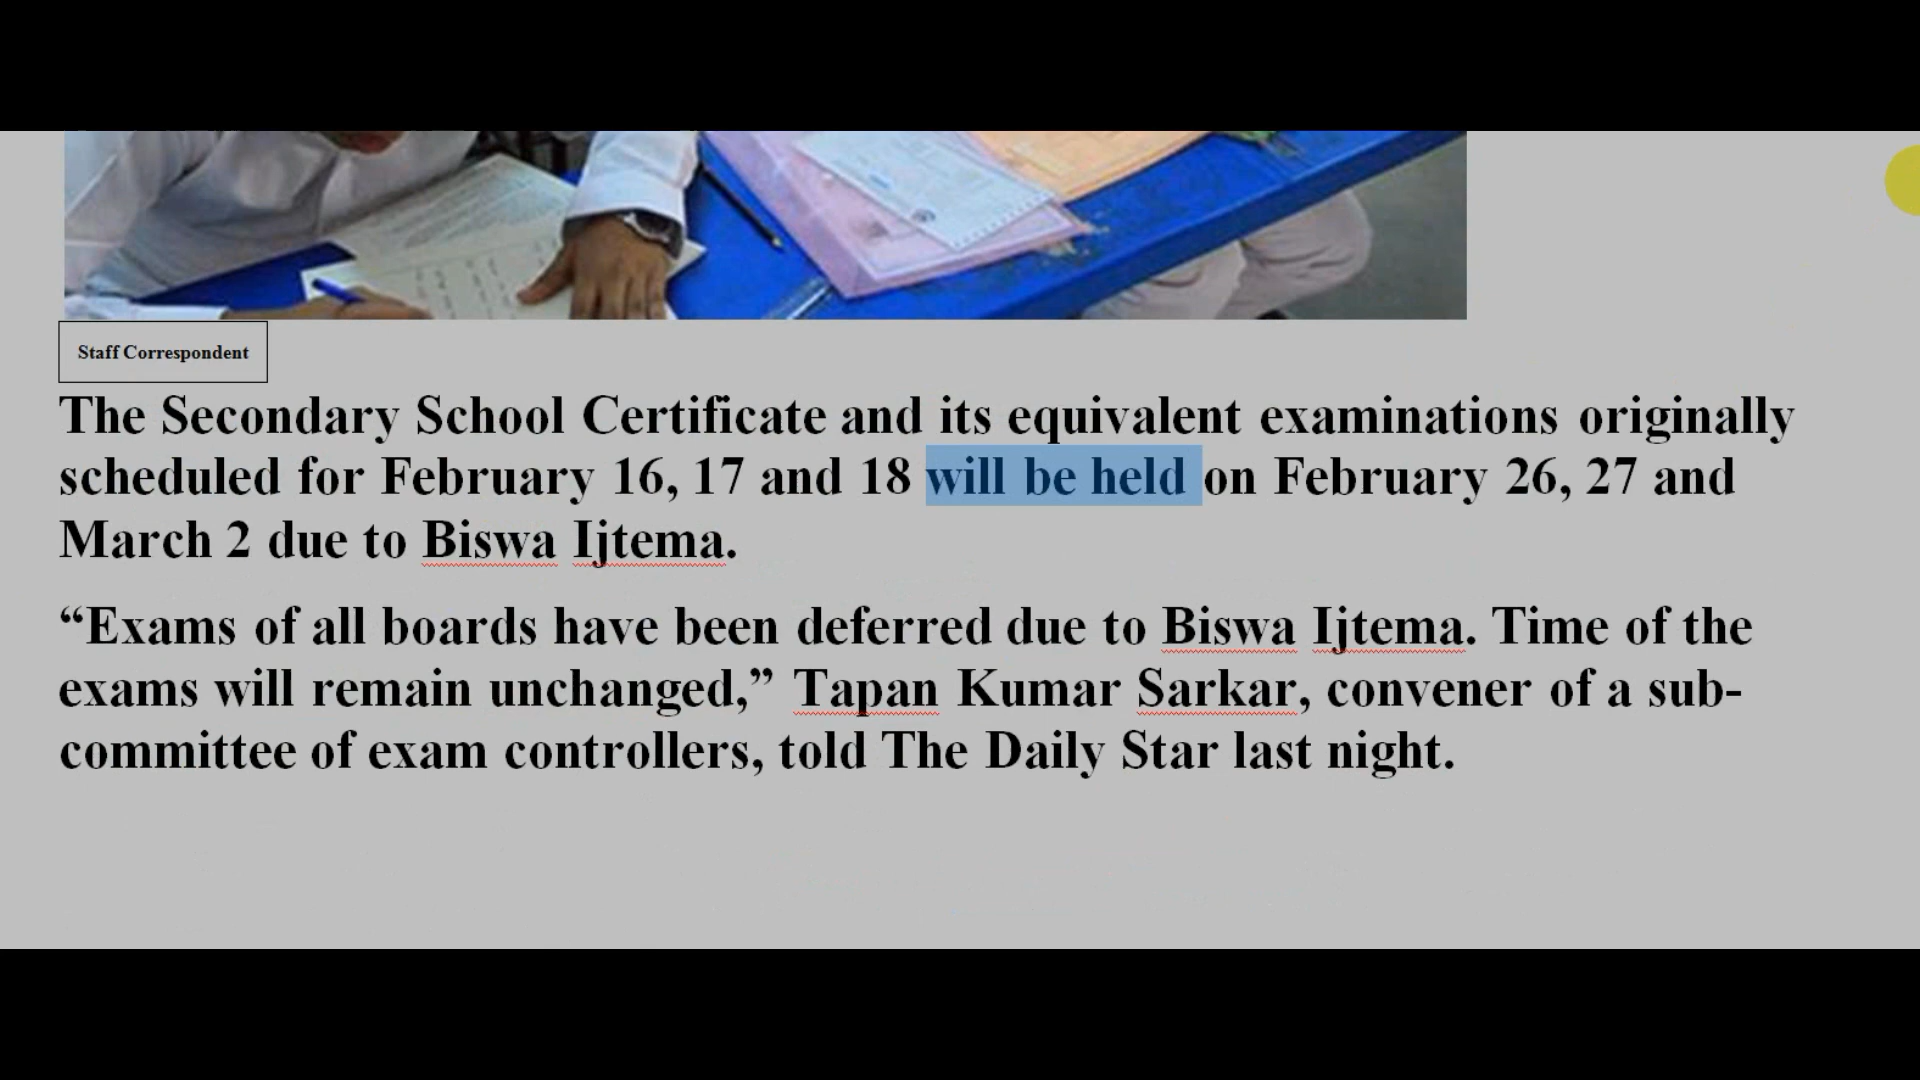 Staff Correspondent
The Secondary School Certificate and its equivalent examinations originally
scheduled for February 16, 17 and 18 will be held on February 26, 27 and
March 2 due to Biswa Ijtema.
“Exams of all boards have been deferred due to Biswa Ijtema. Time of the
exams will remain unchanged,” Tapan Kumar Sarkar, convener of a sub-
committee of exam controllers, told The Daily Star last night.